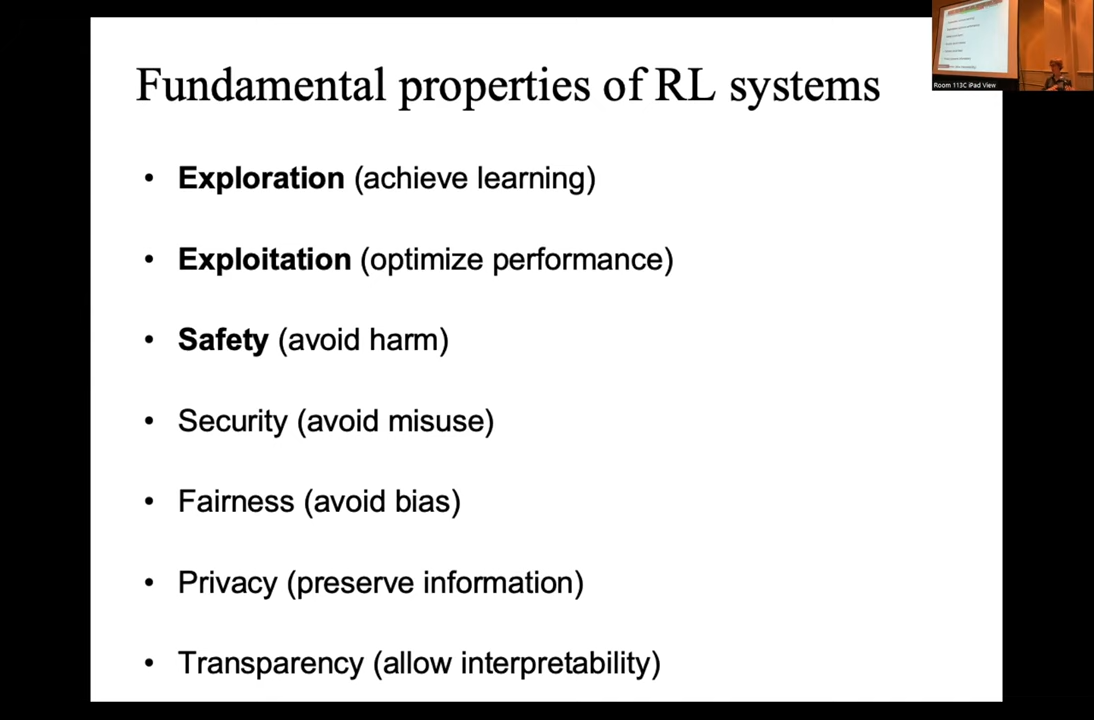 Fundamental properties of RL systems
• Exploration (achieve learning)
• Exploitation (optimize performance)
• Safety (avoid harm)
• Security (avoid misuse)
• Fairness (avoid bias)
• Privacy (preserve information)
• Transparency (allow interpretability)
Room 113C iPad View